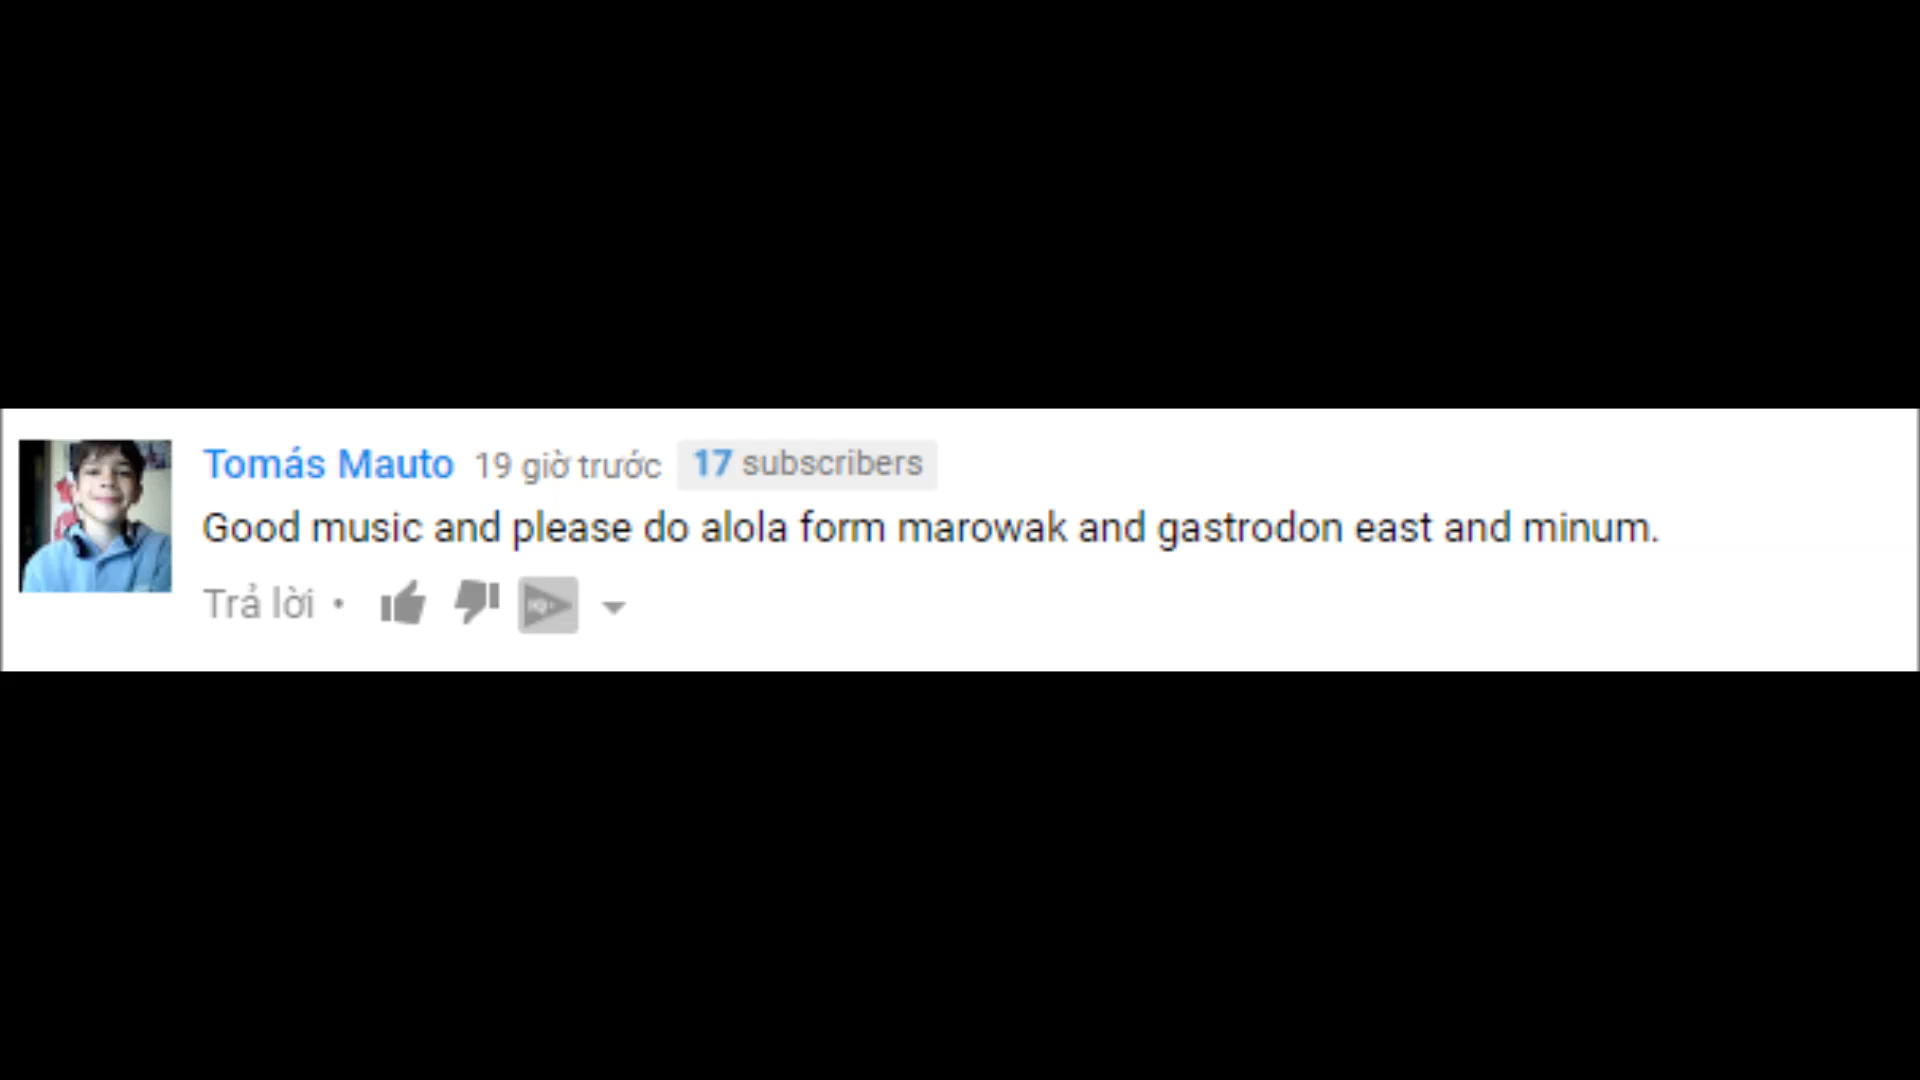 Tomás Mauto 19 giờ trước 17 subscribers
Good music and please do alola form marowak and gastrodon east and minum.
Trả lời •